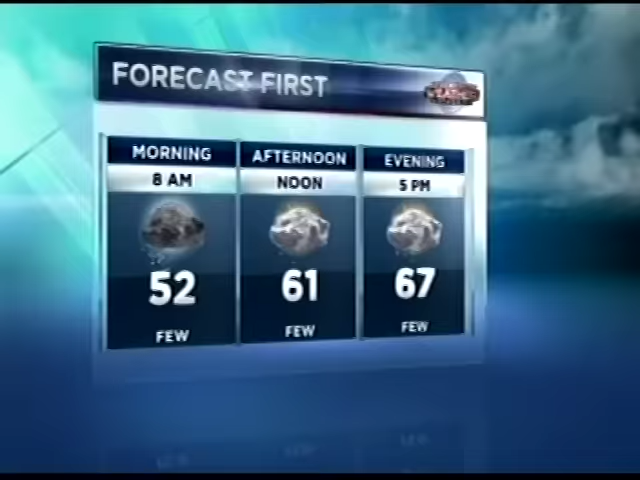 FORECAST FIRST
MORNING
8 AM
52
FEW
AFTERNOON
NOON
61
FEW
EVENING
5 PM
67
FEW